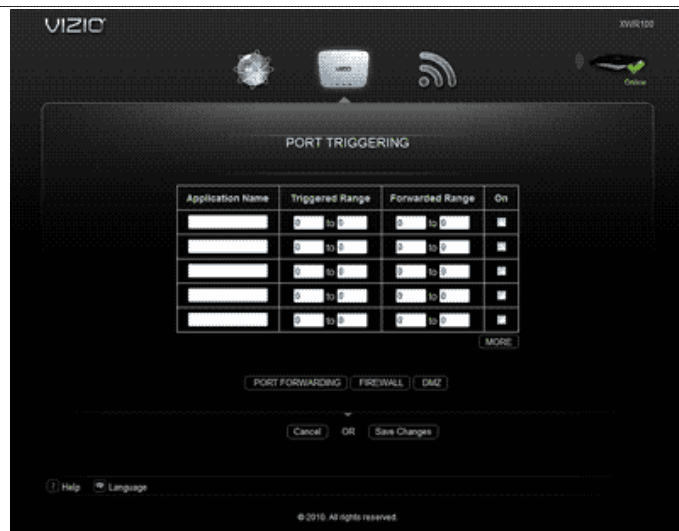 VIZIO
XWR100
VIZIO
Online
PORT TRIGGERING
Application Name Triggered Range Forwarded Range On
0 to 0 0 to 0
0 to 0 0 to 0
0 to 0 0 to 0
0 to 0 0 to 0
0 to 0 0 to 0
MORE
PORT FORWARDING FIREWALL DMZ
Cancel OR Save Changes
? Help Language
© 2010. All rights reserved.